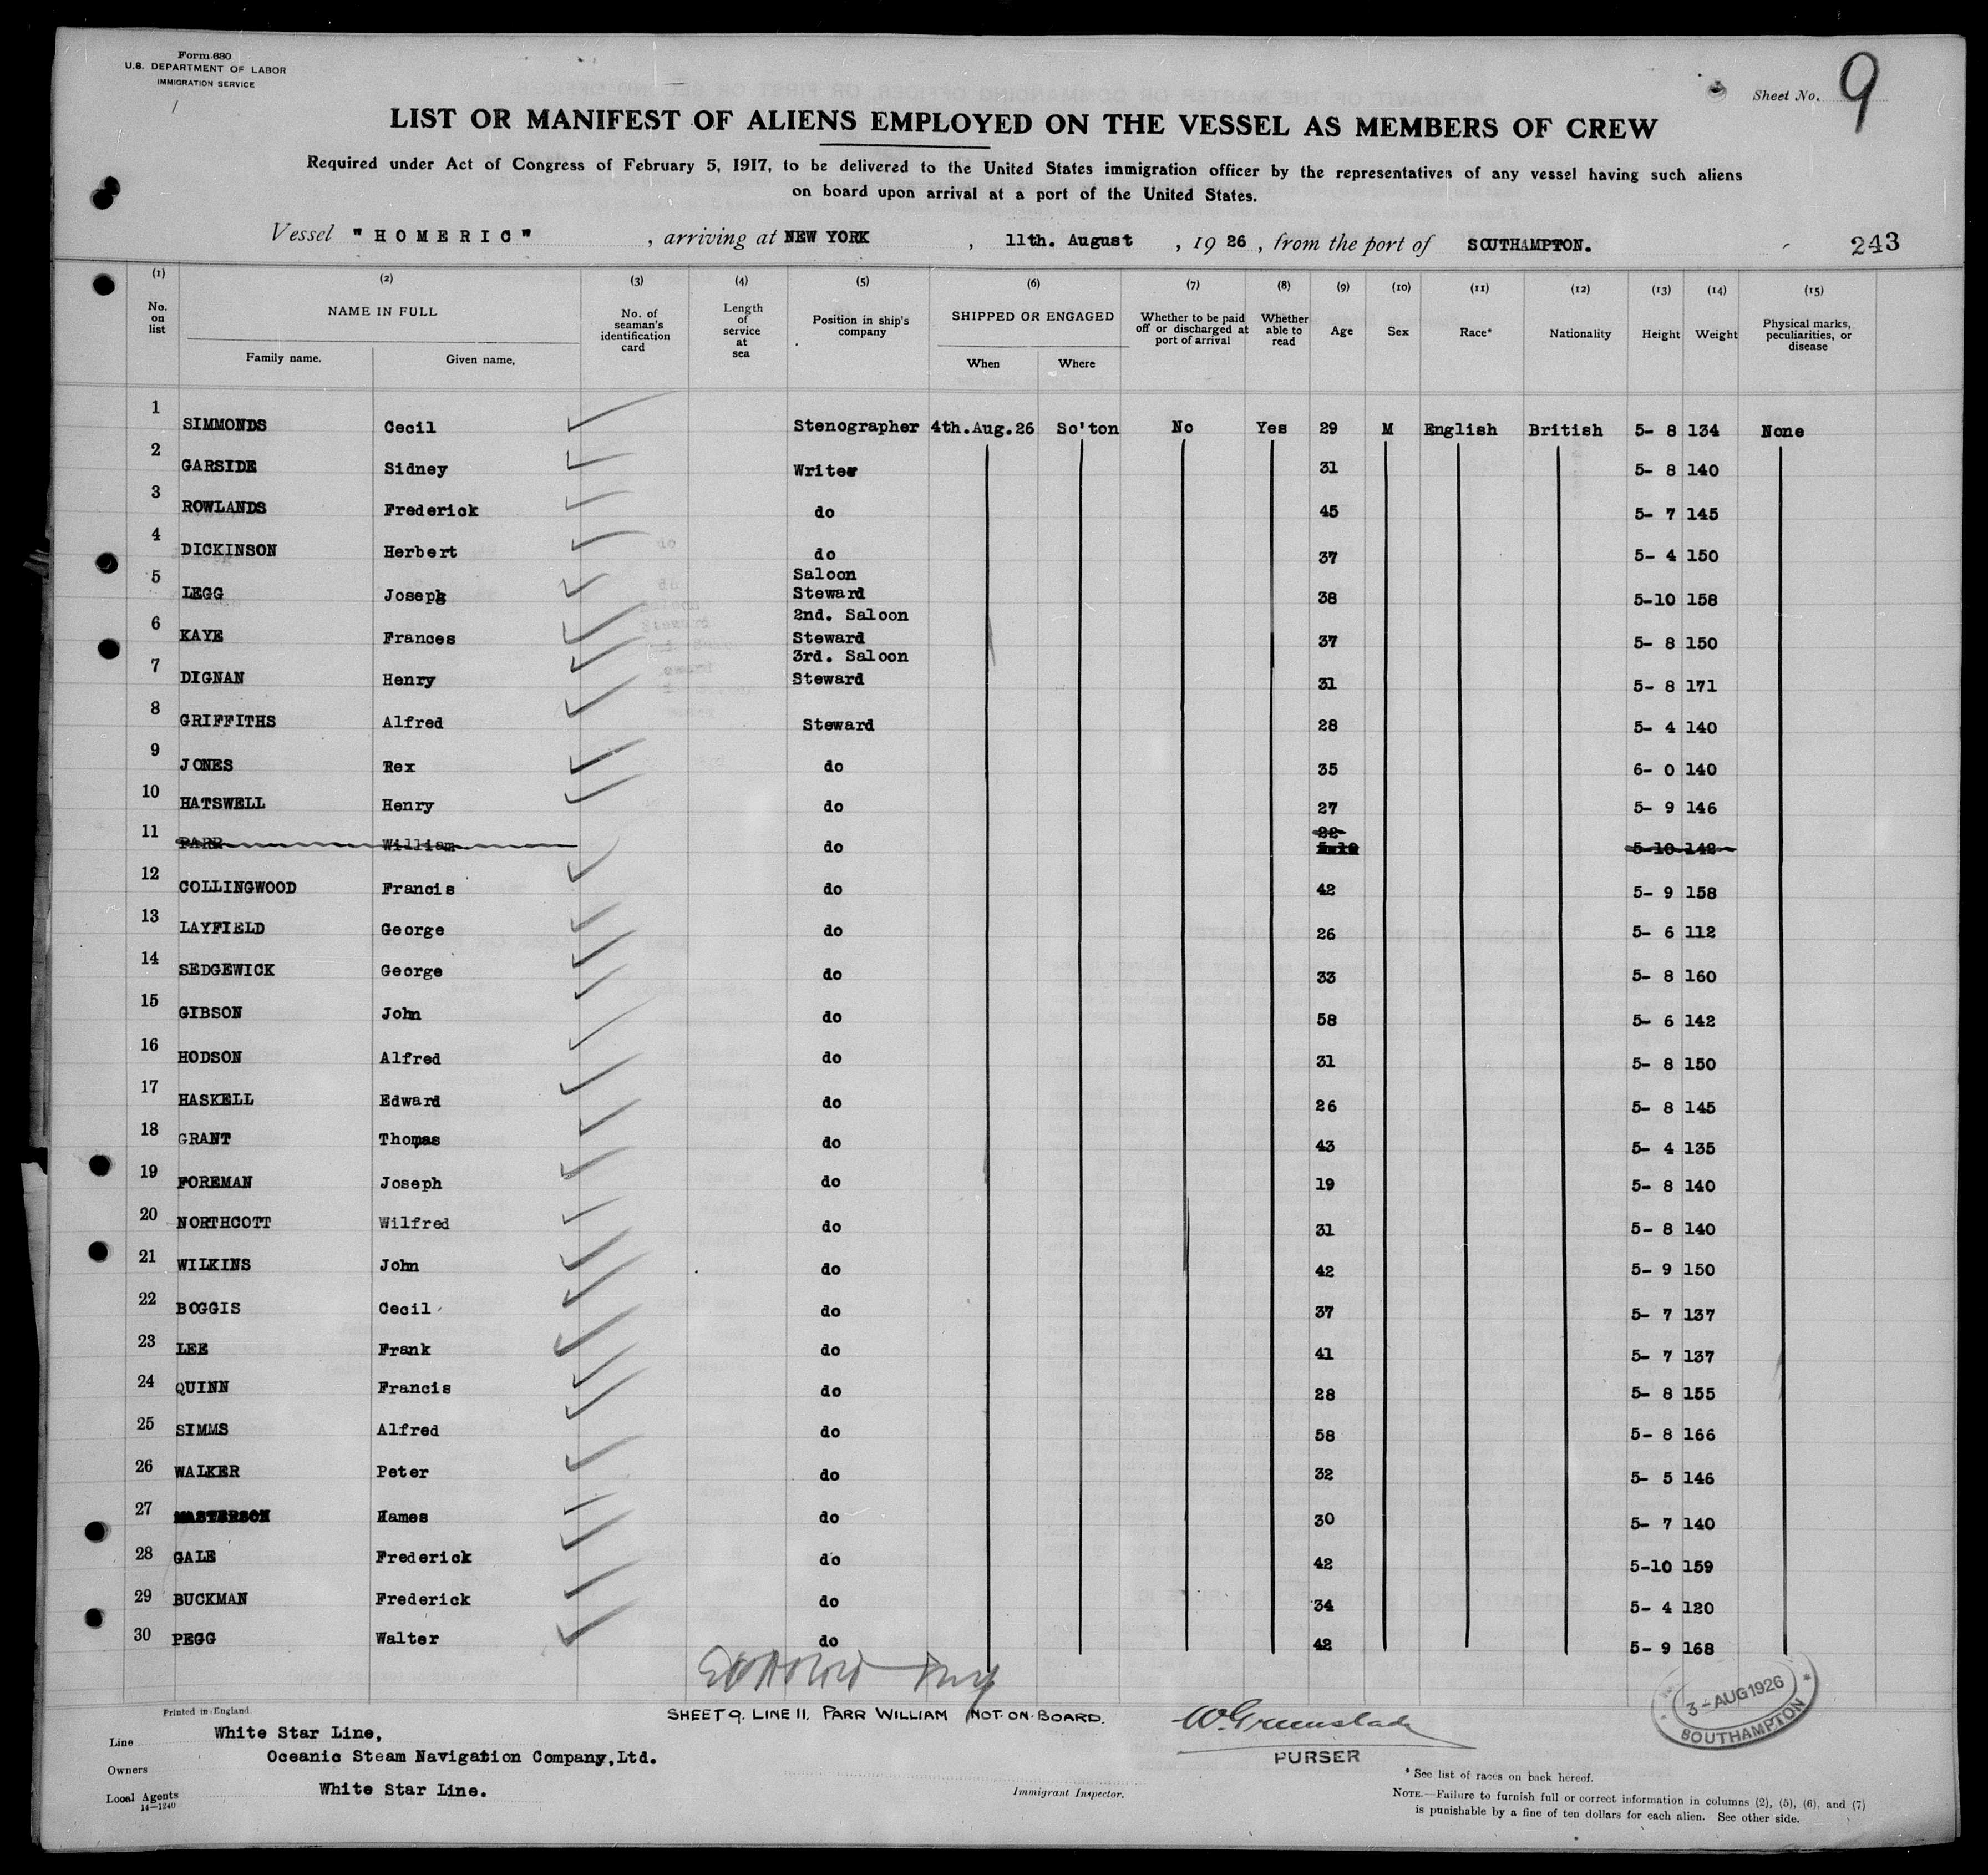 Form 680
U.S. DEPARTMENT OF LABOR
IMMIGRATION SERVICE
Sheet No. 9
LIST OR MANIFEST OF ALIENS EMPLOYED ON THE VESSEL AS MEMBERS OF CREW
Required under Act of Congress of February 5, 1917, to be delivered to the United States immigration officer by the representatives of any vessel having such aliens
on board upon arrival at a port of the United States.
Vessel "HOMERIC", arriving at NEW YORK, 11th. August, 1926, from the port of SOUTHAMPTON. 243
(1) (2) (3) (4) (5) (6) (7) (8) (9) (10) (11) (12) (13) (14) (15)
No. on list NAME IN FULL No. of seaman's identification card Length of service at sea Position in ship's company SHIPPED OR ENGAGED Whether to be paid off or discharged at port of arrival Whether able to read Age Sex Race* Nationality Height Weight Physical marks, peculiarities, or disease
Family name. Given name. When Where
1 SIMMONDS Cecil Stenographer 4th.Aug.26 So'ton No Yes 29 M English British 5- 8 134 None
2 GARSIDE Sidney Writer 31 5- 8 140
3 ROWLANDS Frederick do 45 5- 7 145
4 DICKINSON Herbert do 37 5- 4 150
5 LEGG Joseph Saloon Steward 38 5-10 158
6 KAYE Frances 2nd. Saloon Steward 37 5- 8 150
7 DIGNAN Henry 3rd. Saloon Steward 31 5- 8 171
8 GRIFFITHS Alfred Steward 28 5- 4 140
9 JONES Rex do 35 6- 0 140
10 HATSWELL Henry do 27 5- 9 146
11 PARR William do 22 5-10 142
12 COLLINGWOOD Francis do 42 5- 9 158
13 LAYFIELD George do 26 5- 6 112
14 SEDGEWICK George do 33 5- 8 160
15 GIBSON John do 58 5- 6 142
16 HODSON Alfred do 31 5- 8 150
17 HASKELL Edward do 26 5- 8 145
18 GRANT Thomas do 43 5- 4 135
19 FOREMAN Joseph do 19 5- 8 140
20 NORTHCOTT Wilfred do 31 5- 8 140
21 WILKINS John do 42 5- 9 150
22 BOGGIS Cecil do 37 5- 7 137
23 LEE Frank do 41 5- 7 137
24 QUINN Francis do 28 5- 8 155
25 SIMMS Alfred do 58 5- 8 166
26 WALKER Peter do 32 5- 5 146
27 MASTERSON Hames do 30 5- 7 140
28 GALE Frederick do 42 5-10 159
29 BUCKMAN Frederick do 34 5- 4 120
30 PEGG Walter do 42 5- 9 168
3-AUG 1926
SOUTHAMPTON
Printed in England.
SHEET 9. LINE 11. PARR WILLIAM NOT ON BOARD.
W. Greenslade
PURSER
Line White Star Line,
Owners Oceanic Steam Navigation Company,Ltd.
Local Agents White Star Line.
14—1240
Immigrant Inspector.
* See list of races on back hereof.
NOTE.—Failure to furnish full or correct information in columns (2), (5), (6), and (7)
is punishable by a fine of ten dollars for each alien. See other side.